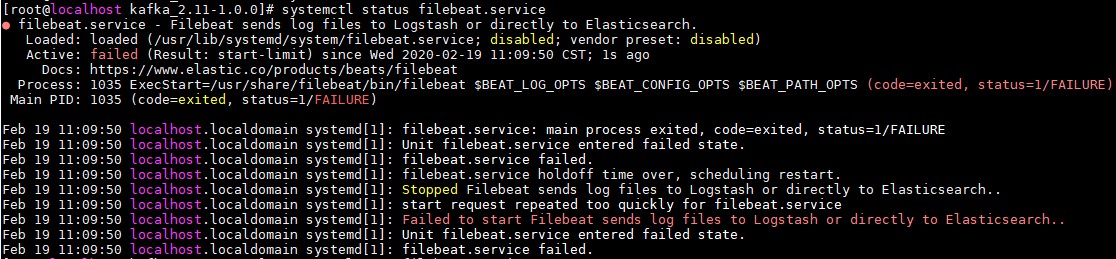 [root@localhost kafka_2.11-1.0.0]# systemctl status filebeat.service
● filebeat.service - Filebeat sends log files to Logstash or directly to Elasticsearch.
Loaded: loaded (/usr/lib/systemd/system/filebeat.service; disabled; vendor preset: disabled)
Active: failed (Result: start-limit) since Wed 2020-02-19 11:09:50 CST; 1s ago
Docs: https://www.elastic.co/products/beats/filebeat
Process: 1035 ExecStart=/usr/share/filebeat/bin/filebeat $BEAT_LOG_OPTS $BEAT_CONFIG_OPTS $BEAT_PATH_OPTS (code=exited, status=1/FAILURE)
Main PID: 1035 (code=exited, status=1/FAILURE)
Feb 19 11:09:50 localhost.localdomain systemd[1]: filebeat.service: main process exited, code=exited, status=1/FAILURE
Feb 19 11:09:50 localhost.localdomain systemd[1]: Unit filebeat.service entered failed state.
Feb 19 11:09:50 localhost.localdomain systemd[1]: filebeat.service failed.
Feb 19 11:09:50 localhost.localdomain systemd[1]: filebeat.service holdoff time over, scheduling restart.
Feb 19 11:09:50 localhost.localdomain systemd[1]: Stopped Filebeat sends log files to Logstash or directly to Elasticsearch..
Feb 19 11:09:50 localhost.localdomain systemd[1]: start request repeated too quickly for filebeat.service
Feb 19 11:09:50 localhost.localdomain systemd[1]: Failed to start Filebeat sends log files to Logstash or directly to Elasticsearch..
Feb 19 11:09:50 localhost.localdomain systemd[1]: Unit filebeat.service entered failed state.
Feb 19 11:09:50 localhost.localdomain systemd[1]: filebeat.service failed.